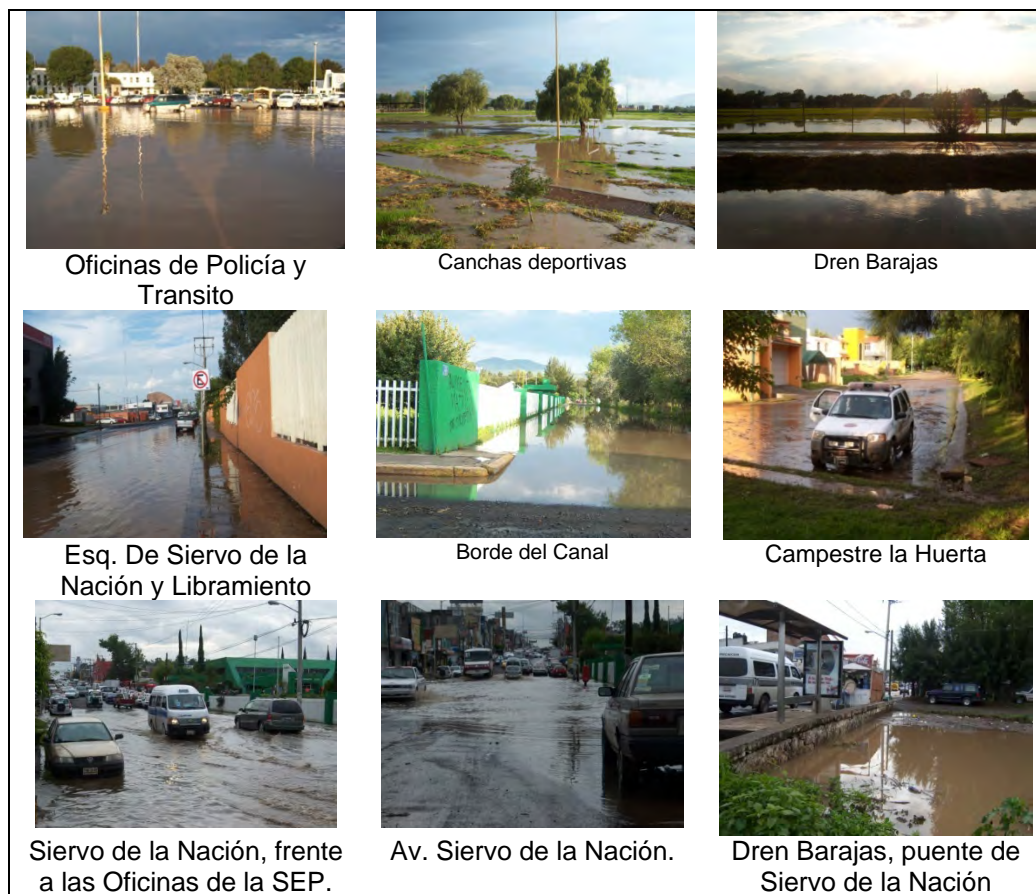 Oficinas de Policía y
Transito
Canchas deportivas
Dren Barajas
Esq. De Siervo de la
Nación y Libramiento
Borde del Canal
Campestre la Huerta
Siervo de la Nación, frente
a las Oficinas de la SEP.
Av. Siervo de la Nación.
Dren Barajas, puente de
Siervo de la Nación